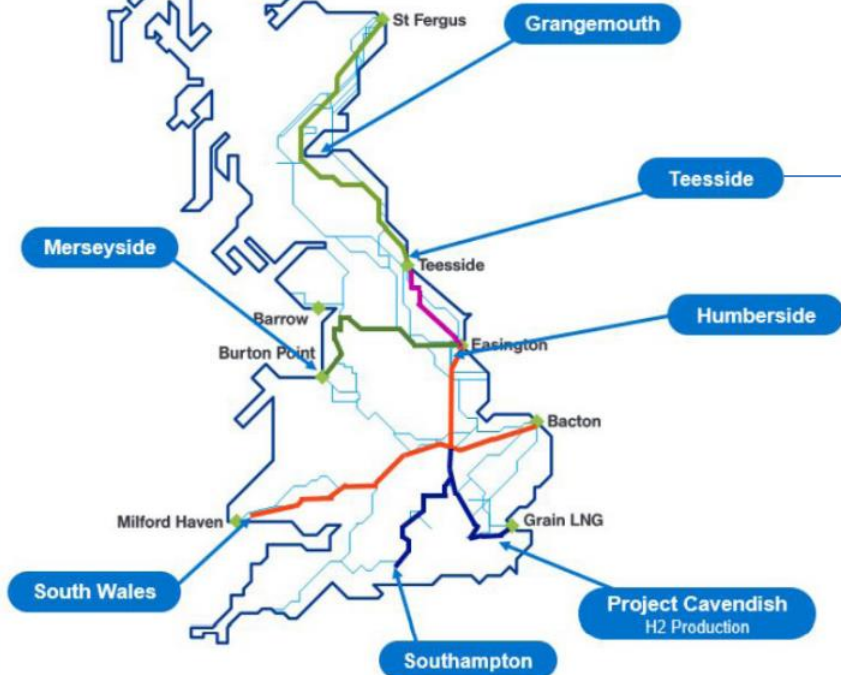 St Fergus
Grangemouth
Teesside
Merseyside
Teesside
Barrow
Humberside
Burton Point
Easington
Bacton
Milford Haven
Grain LNG
South Wales
Project Cavendish
H2 Production
Southampton